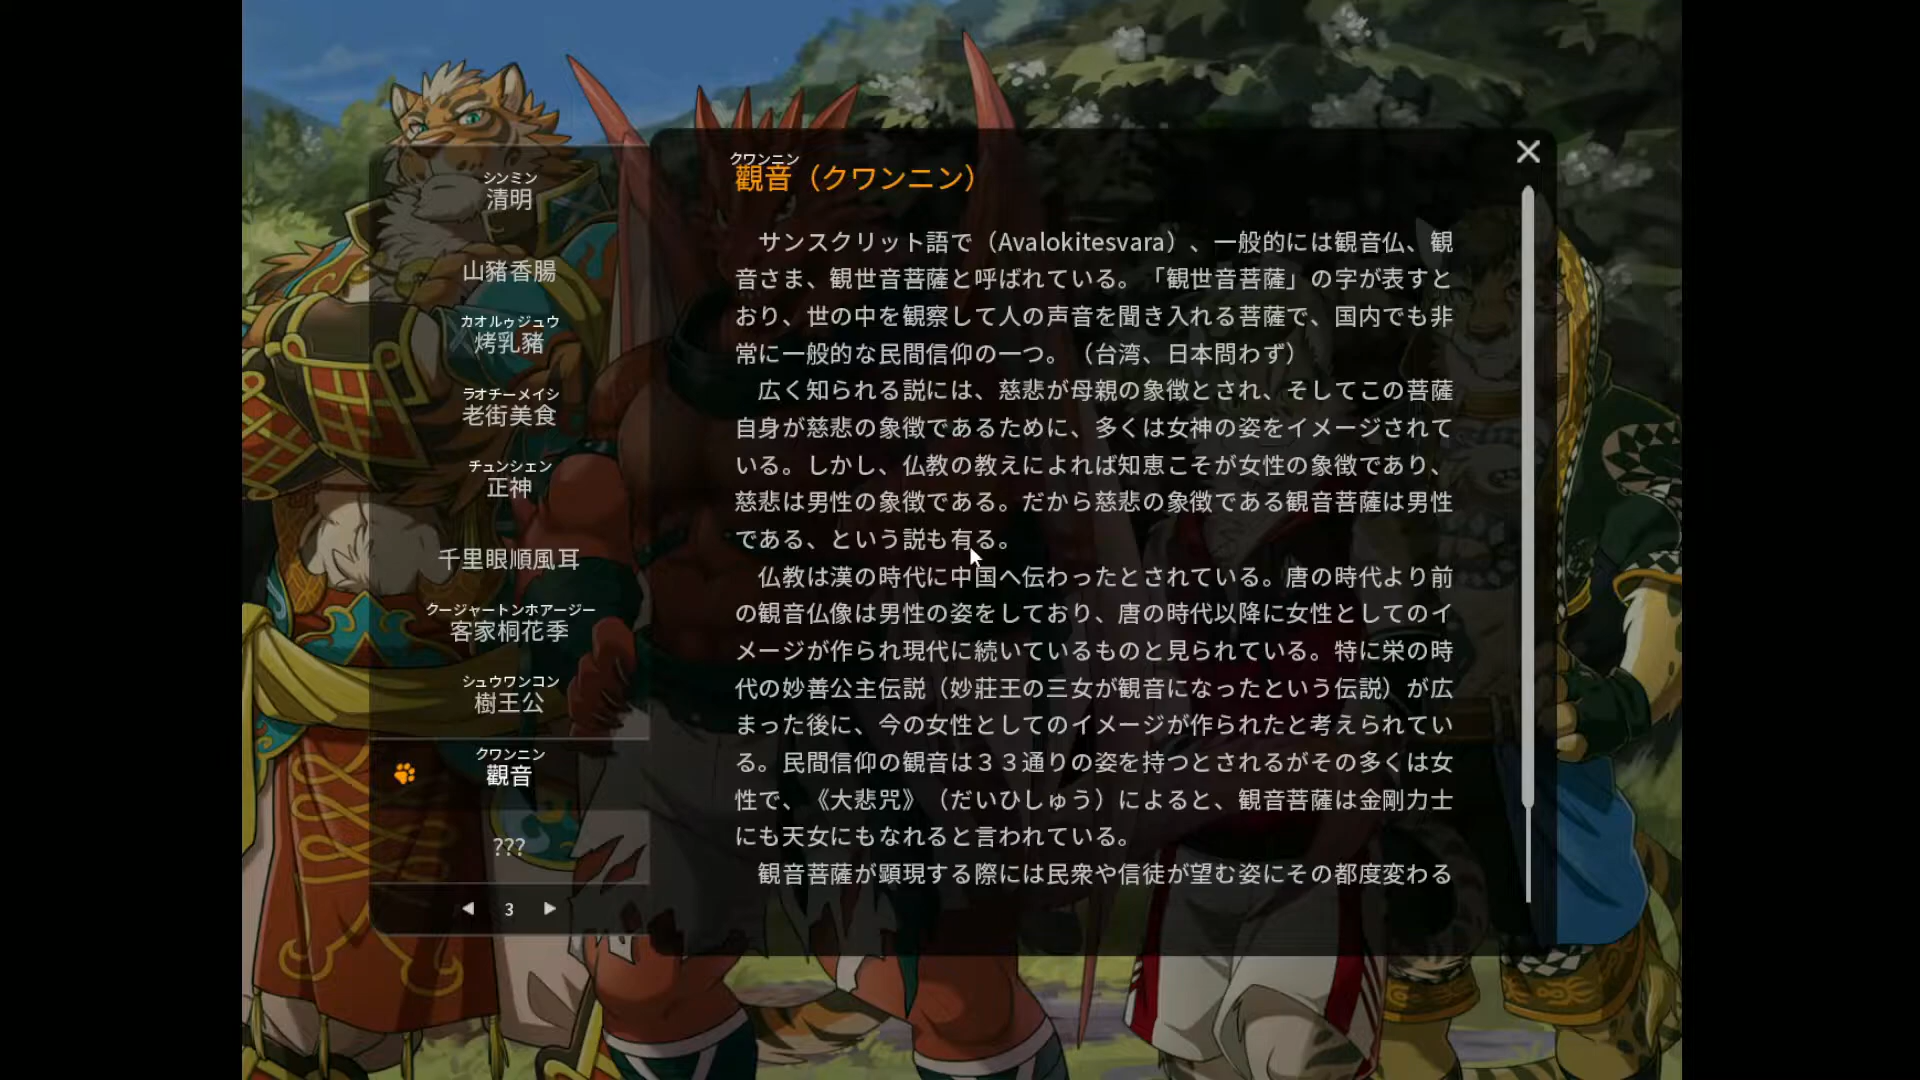 シンミン
清明
山豬香腸
カオルゥジュウ
烤乳豬
ラオチーメイシ
老街美食
チュンシェン
正神
千里眼順風耳
クージャートンホアージー
客家桐花季
シュウワンコン
樹王公
クワンニン
觀音
???
3
クワンニン
觀音（クワンニン）
サンスクリット語で（Avalokitesvara）、一般的には観音仏、観
音さま、観世音菩薩と呼ばれている。「観世音菩薩」の字が表すと
おり、世の中を観察して人の声音を聞き入れる菩薩で、国内でも非
常に一般的な民間信仰の一つ。（台湾、日本問わず）
広く知られる説には、慈悲が母親の象徴とされ、そしてこの菩薩
自身が慈悲の象徴であるために、多くは女神の姿をイメージされて
いる。しかし、仏教の教えによれば知恵こそが女性の象徴であり、
慈悲は男性の象徴である。だから慈悲の象徴である観音菩薩は男性
である、という説も有る。
仏教は漢の時代に中国へ伝わったとされている。唐の時代より前
の観音仏像は男性の姿をしており、唐の時代以降に女性としてのイ
メージが作られ現代に続いているものと見られている。特に栄の時
代の妙善公主伝説（妙莊王の三女が観音になったという伝説）が広
まった後に、今の女性としてのイメージが作られたと考えられてい
る。民間信仰の観音は３３通りの姿を持つとされるがその多くは女
性で、《大悲咒》（だいひしゅう）によると、観音菩薩は金剛力士
にも天女にもなれると言われている。
観音菩薩が顕現する際には民衆や信徒が望む姿にその都度変わる